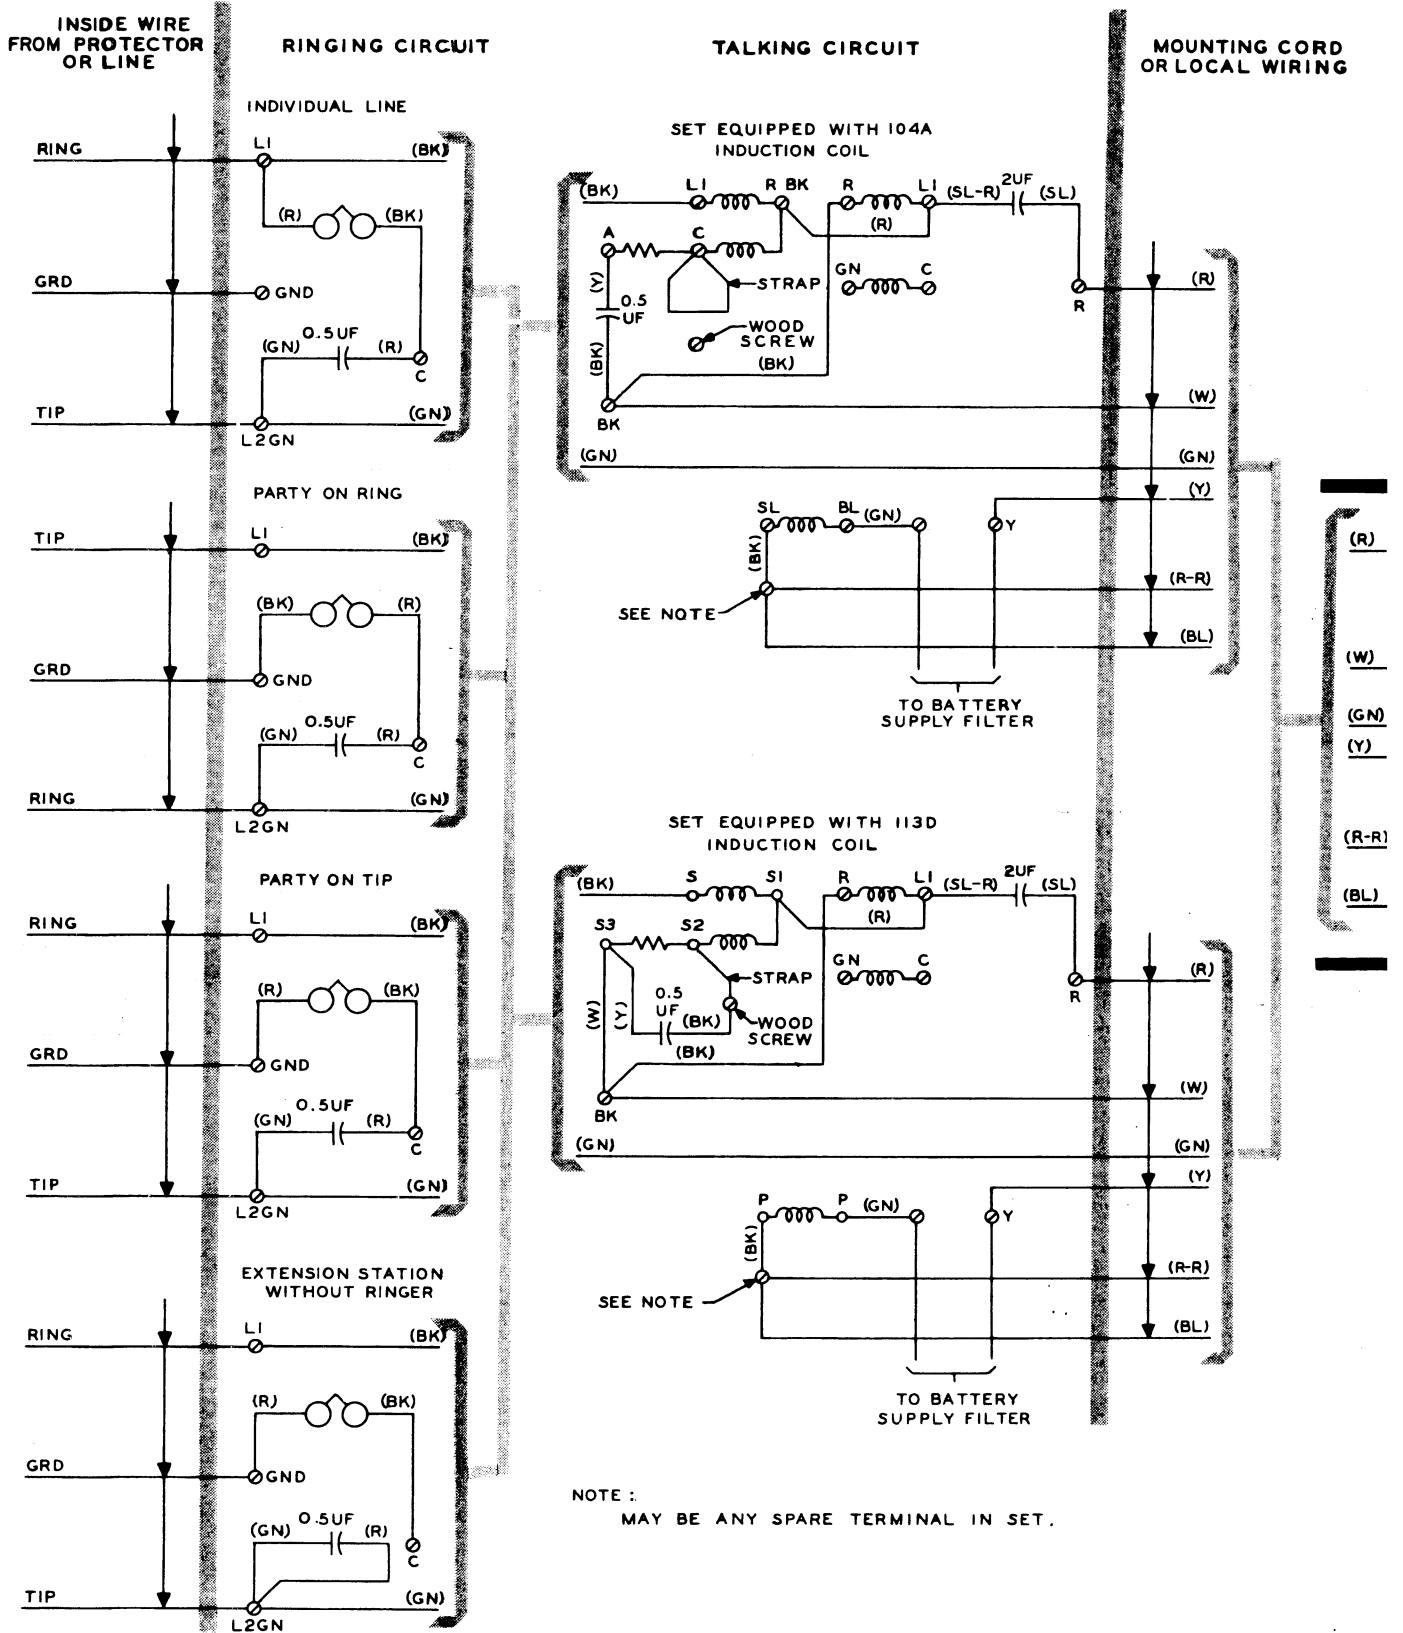 INSIDE WIRE
FROM PROTECTOR
OR LINE
RINGING CIRCUIT
TALKING CIRCUIT
MOUNTING CORD
OR LOCAL WIRING
INDIVIDUAL LINE
RING
L1
(BK)
(R)
(BK)
GRD
GND
0.5UF
(GN)
(R)
C
TIP
(GN)
L2GN
PARTY ON RING
TIP
L1
(BK)
(BK)
(R)
GRD
GND
0.5UF
(GN)
(R)
C
RING
(GN)
L2GN
PARTY ON TIP
RING
L1
(BK)
(R)
(BK)
GRD
GND
0.5UF
(GN)
(R)
C
TIP
(GN)
L2GN
EXTENSION STATION
WITHOUT RINGER
RING
L1
(BK)
(R)
(BK)
GRD
GND
0.5UF
(GN)
(R)
C
TIP
(GN)
L2GN
SET EQUIPPED WITH 104A
INDUCTION COIL
(BK)
L1
R BK
R
L1
(SL-R)
2UF
(SL)
(R)
A
C
(Y)
STRAP
GN
C
0.5
UF
WOOD
SCREW
(BK)
(BK)
BK
R
(R)
(W)
(GN)
(GN)
(Y)
SL
BL
(GN)
Y
(BK)
(R-R)
SEE NOTE
(BL)
TO BATTERY
SUPPLY FILTER
SET EQUIPPED WITH 113D
INDUCTION COIL
(BK)
S
S1
R
L1
(SL-R)
2UF
(SL)
(R)
S3
S2
STRAP
GN
C
(W)
(Y)
0.5
UF
(BK)
WOOD
SCREW
(BK)
BK
R
(R)
(W)
(GN)
(GN)
(Y)
P
P
(GN)
Y
(BK)
(R-R)
SEE NOTE
(BL)
TO BATTERY
SUPPLY FILTER
(R)
(W)
(GN)
(Y)
(R-R)
(BL)
NOTE:
MAY BE ANY SPARE TERMINAL IN SET.